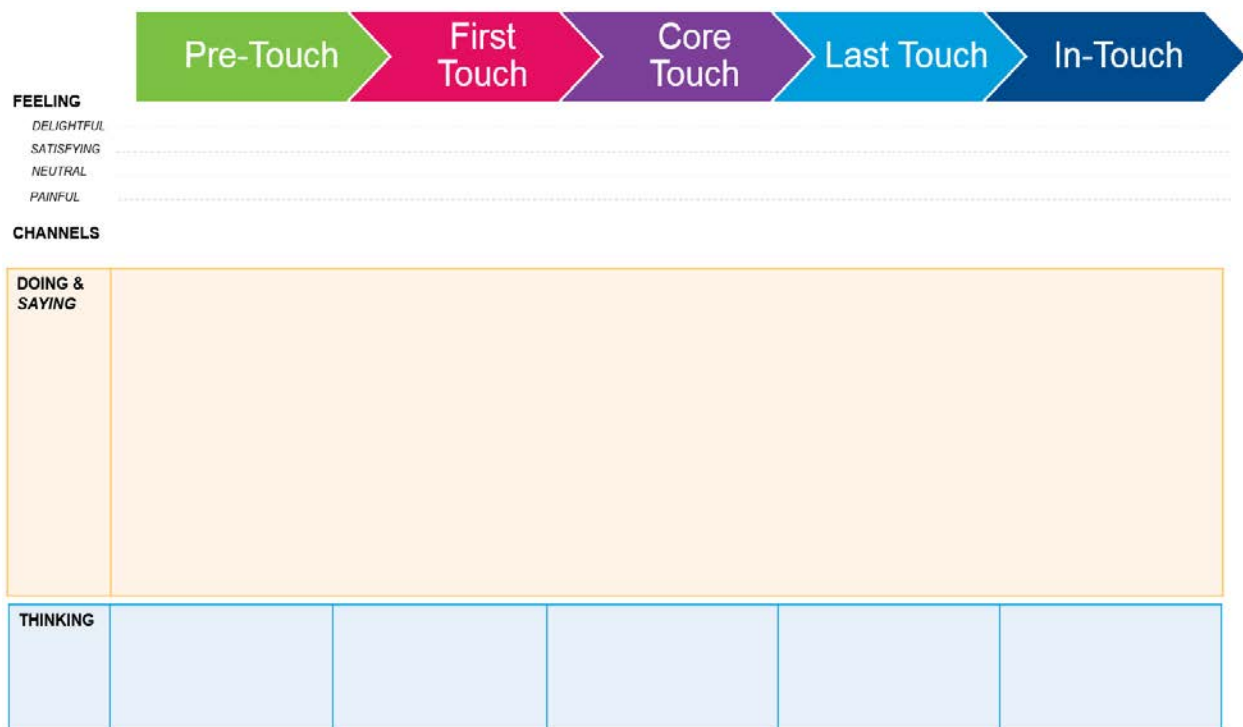 Pre-Touch
First
Touch
Core
Touch
Last Touch
In-Touch
FEELING
DELIGHTFUL
SATISFYING
NEUTRAL
PAINFUL
CHANNELS
DOING &
SAYING
THINKING